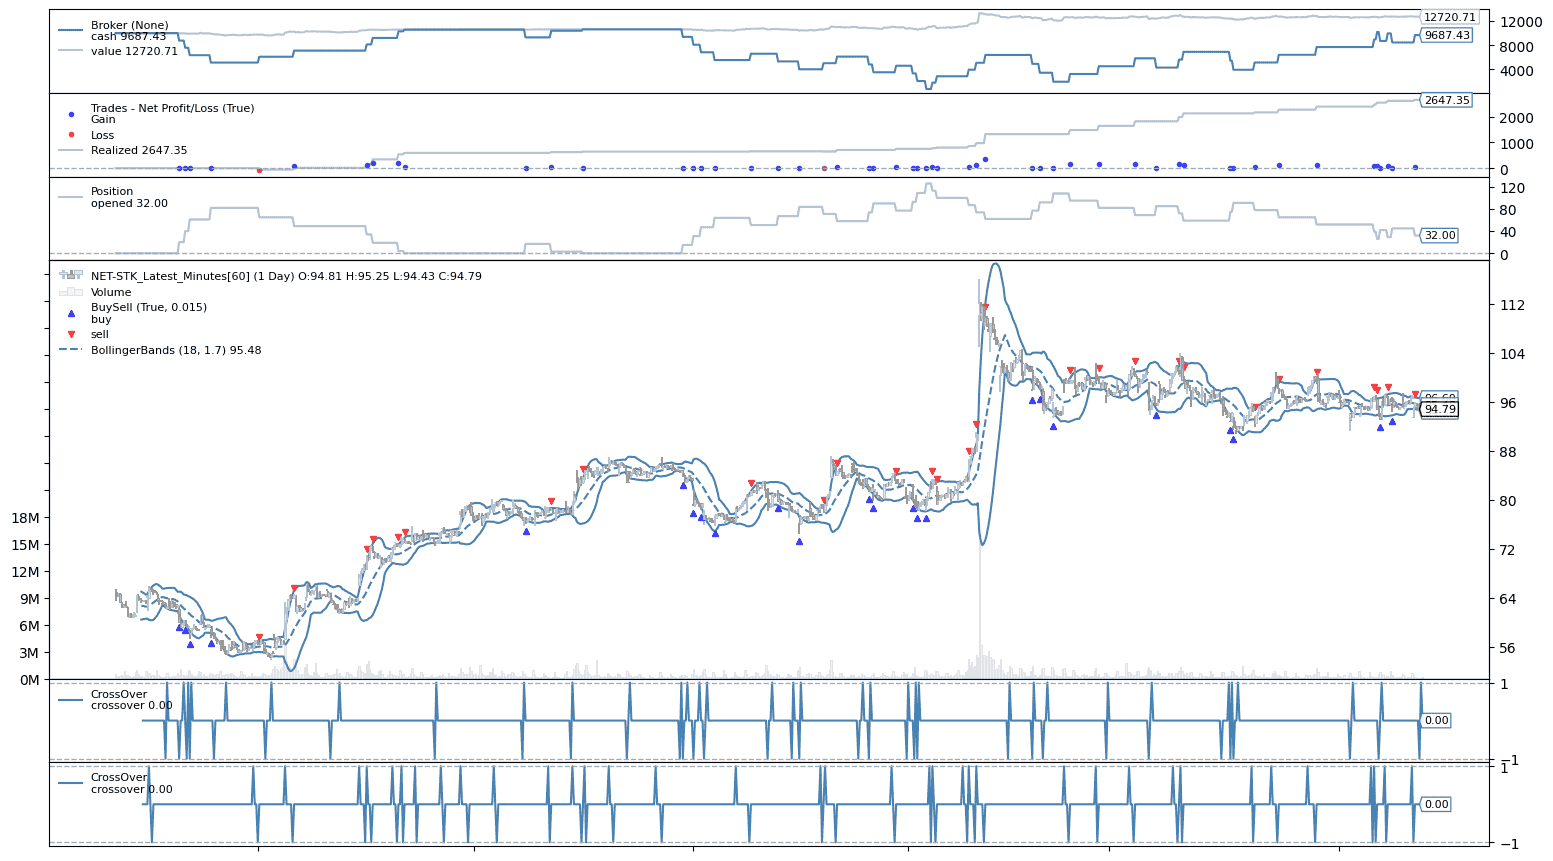 Broker (None)
cash 9687.43
value 12720.71
12720.71
9687.43
12000
8000
4000
Trades - Net Profit/Loss (True)
Gain
Loss
Realized 2647.35
2647.35
2000
1000
0
Position
opened 32.00
32.00
120
80
40
0
NET-STK_Latest_Minutes[60] (1 Day) O:94.81 H:95.25 L:94.43 C:94.79
Volume
BuySell (True, 0.015)
buy
sell
BollingerBands (18, 1.7) 95.48
112
104
96
88
80
72
64
56
94.79
18M
15M
12M
9M
6M
3M
0M
CrossOver
crossover 0.00
0.00
1
−1
CrossOver
crossover 0.00
0.00
1
−1